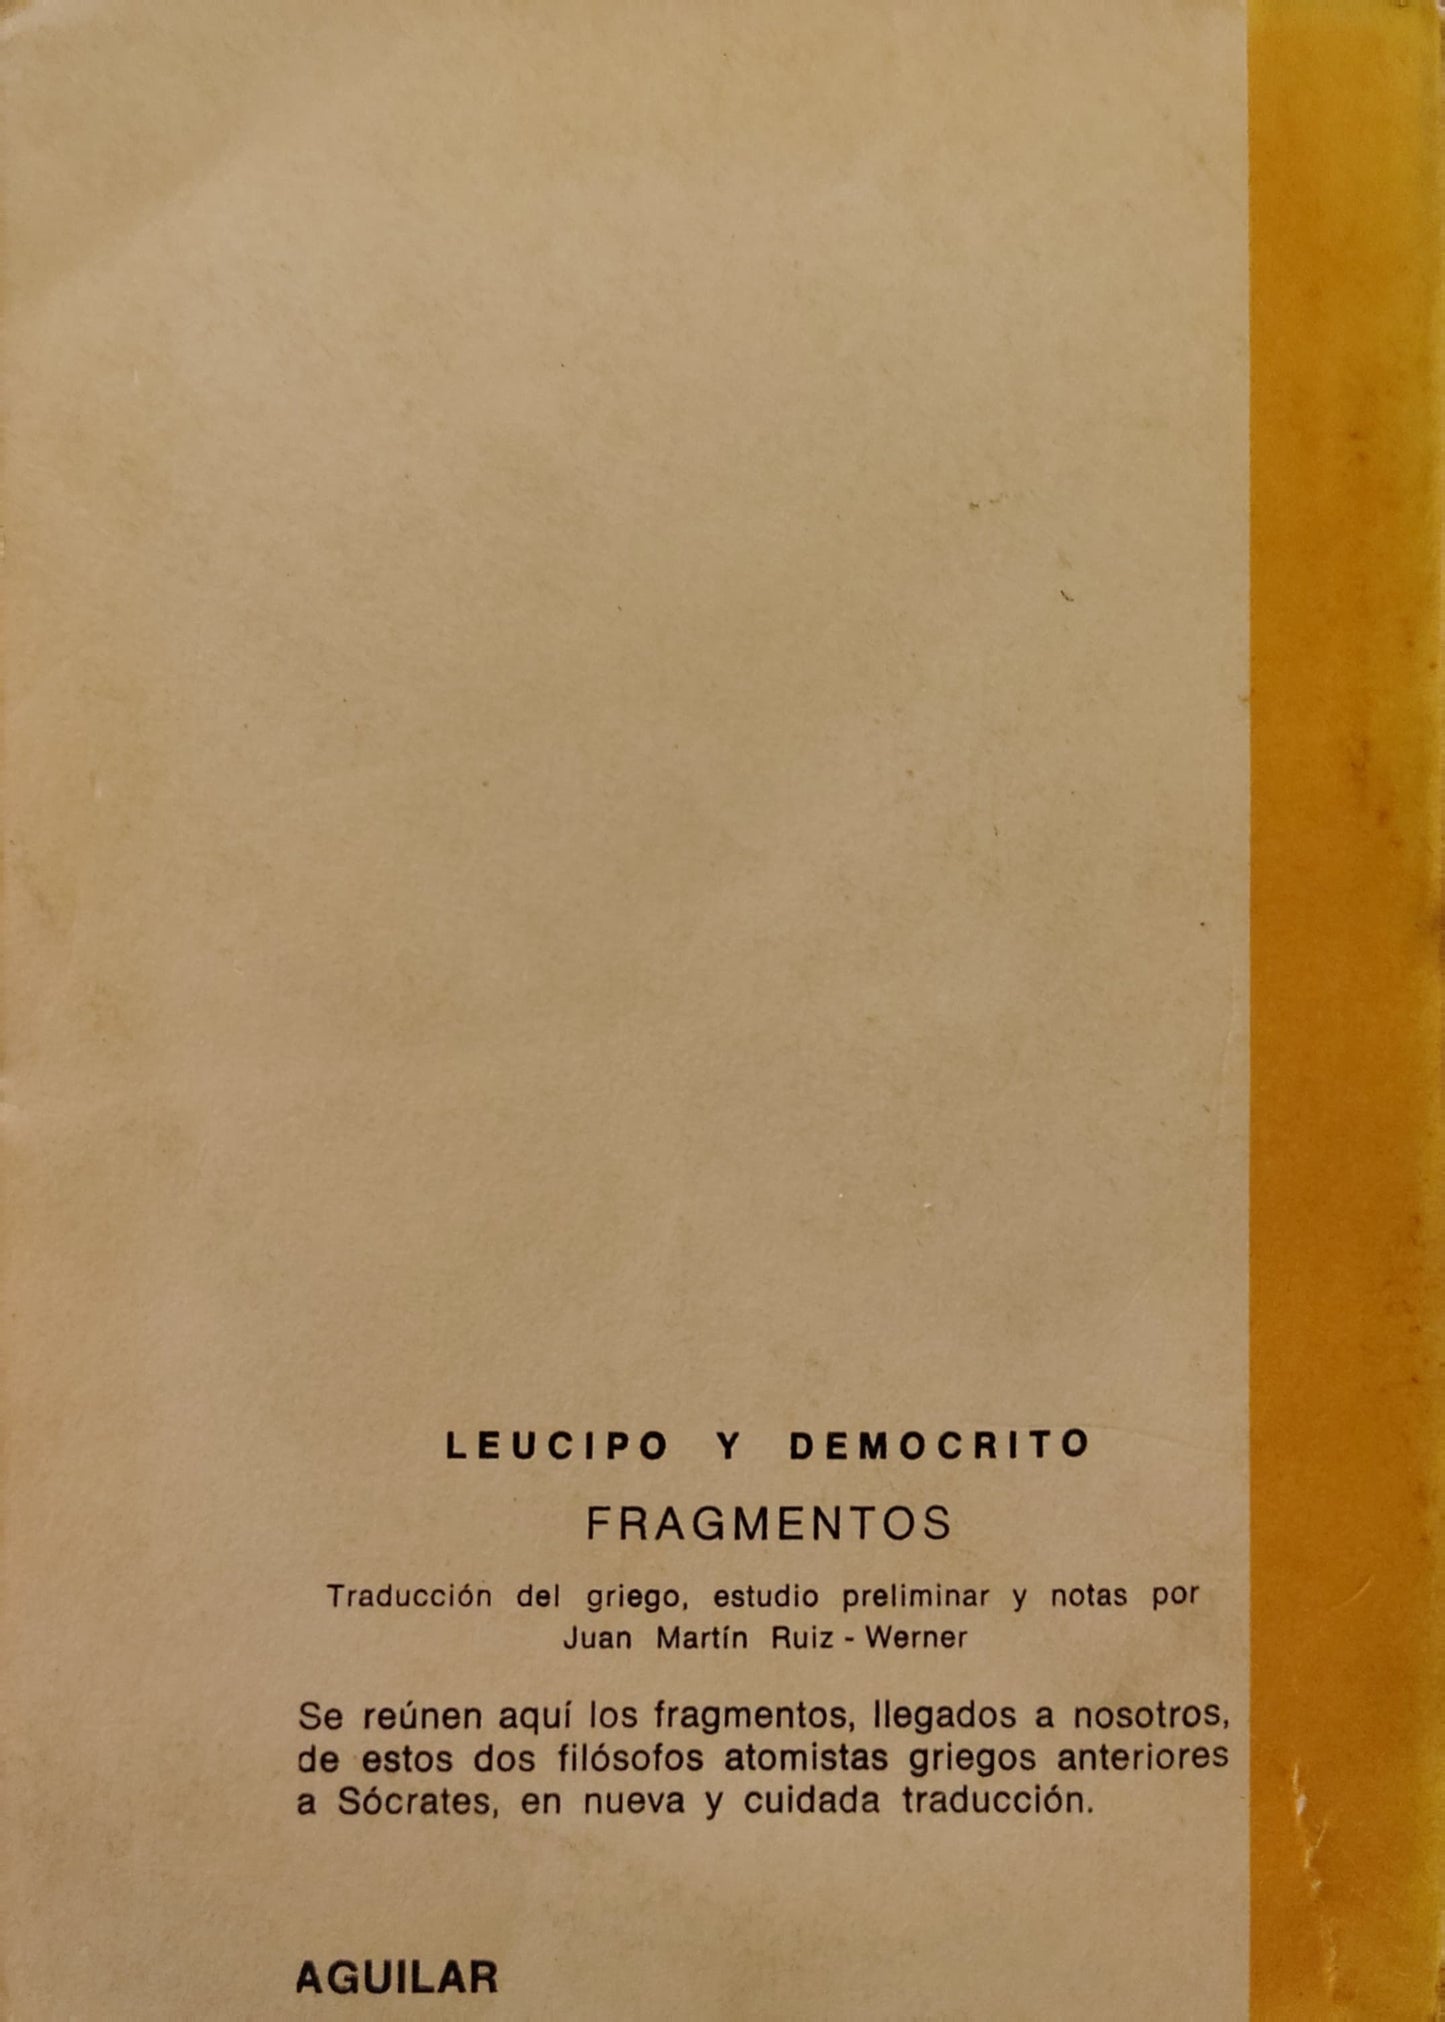 LEUCIPO Y DEMOCRITO
FRAGMENTOS
Traducción del griego, estudio preliminar y notas por
Juan Martín Ruiz - Werner
Se reúnen aquí los fragmentos, llegados a nosotros,
de estos dos filósofos atomistas griegos anteriores
a Sócrates, en nueva y cuidada traducción.
AGUILAR